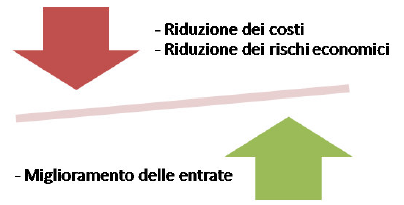 - Riduzione dei costi
- Riduzione dei rischi economici
- Miglioramento delle entrate